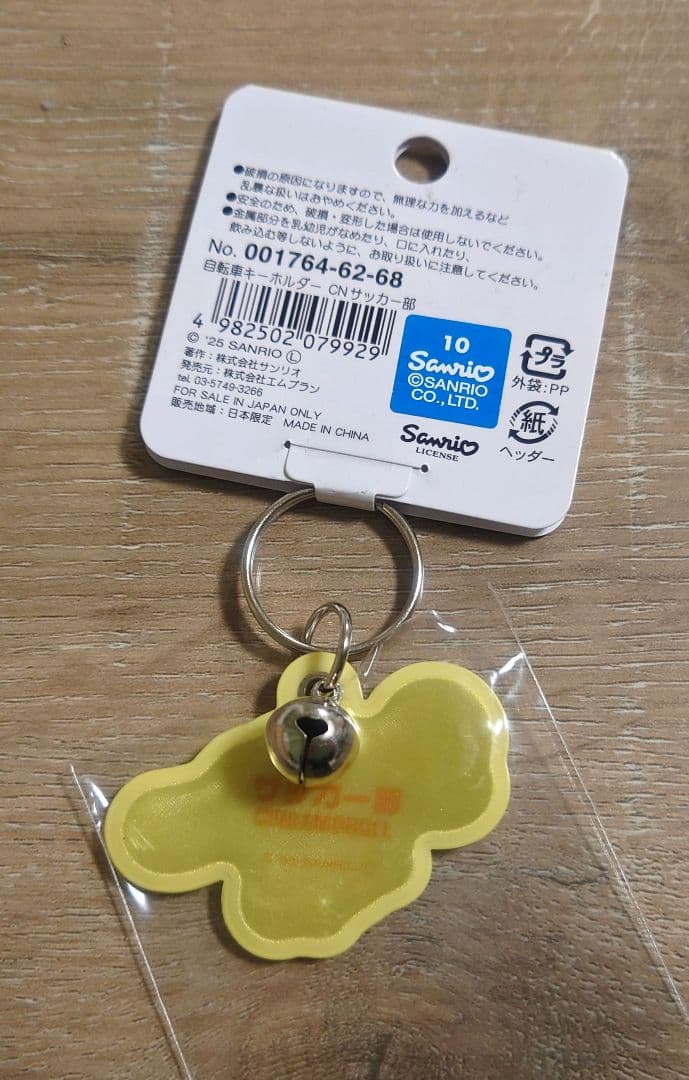 ●破損の原因になりますので、無理な力を加えるなど
乱暴な扱いはおやめください。
●安全のため、破損・変形した場合は使用しないでください。
●金属部分を乳幼児がなめたり、口に入れたり、
飲み込む等しないように、お取り扱いに注意してください。
No. 001764-62-68
自転車キーホルダー CNサッカー部
4 982502 079929
© '25 SANRIO Ⓛ
著作:株式会社サンリオ
発売元:株式会社エムプラン
tel. 03-5749-3266
FOR SALE IN JAPAN ONLY
販売地域:日本限定 MADE IN CHINA
10
Sanrio
©SANRIO
CO., LTD.
Sanrio
LICENSE
プラ
外袋:PP
紙
ヘッダー
サッカー部
CINNAMOROLL